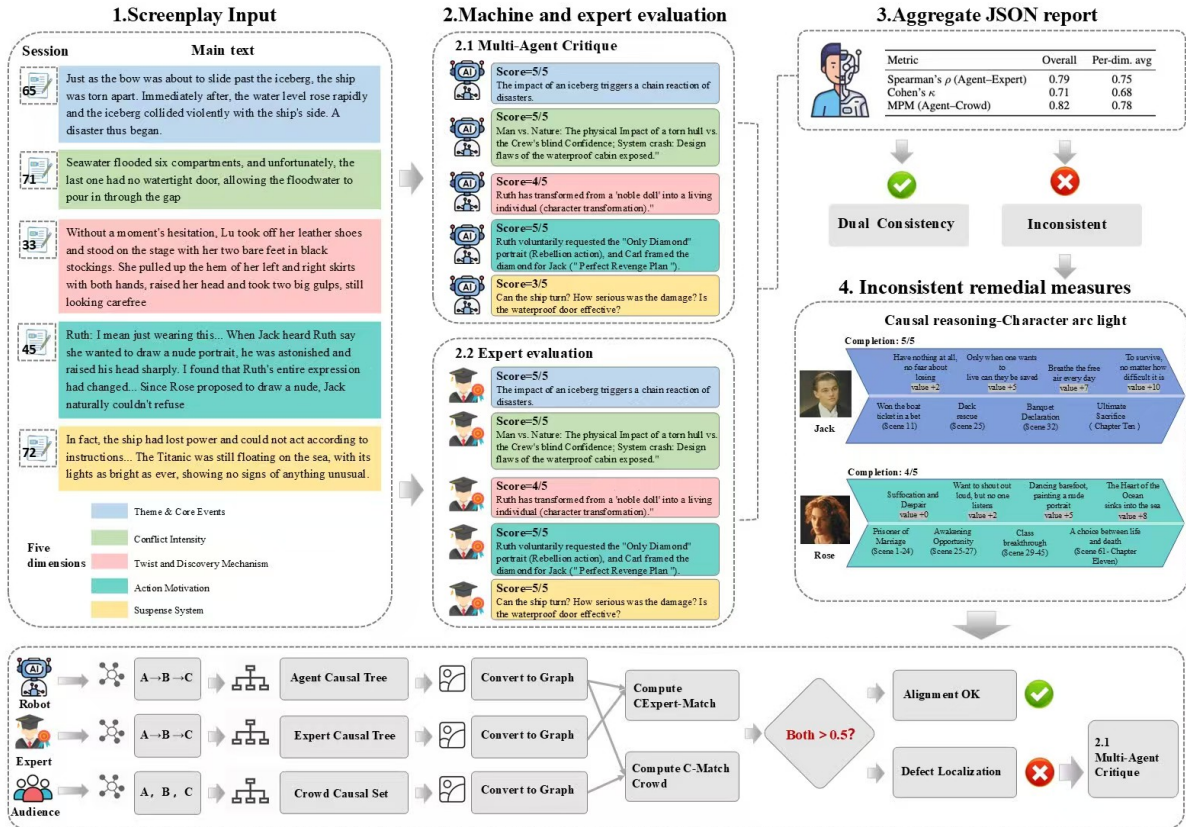 1.Screenplay Input
Session
Main text
65
Just as the bow was about to slide past the iceberg, the ship
was torn apart. Immediately after, the water level rose rapidly
and the iceberg collided violently with the ship's side. A
disaster thus began.
71
Seawater flooded six compartments, and unfortunately, the
last one had no watertight door, allowing the floodwater to
pour in through the gap
33
Without a moment's hesitation, Lu took off her leather shoes
and stood on the stage with her two bare feet in black
stockings. She pulled up the hem of her left and right skirts
with both hands, raised her head and took two big gulps, still
looking carefree
45
Ruth: I mean just wearing this... When Jack heard Ruth say
she wanted to draw a nude portrait, he was astonished and
raised his head sharply. I found that Ruth's entire expression
had changed... Since Rose proposed to draw a nude, Jack
naturally couldn't refuse
72
In fact, the ship had lost power and could not act according to
instructions... The Titanic was still floating on the sea, with its
lights as bright as ever, showing no signs of anything unusual.
Five
dimensions
Theme & Core Events
Conflict Intensity
Twist and Discovery Mechanism
Action Motivation
Suspense System
2.Machine and expert evaluation
2.1 Multi-Agent Critique
AI
Score=5/5
The impact of an iceberg triggers a chain reaction of
disasters.
AI
Score=5/5
Man vs. Nature: The physical Impact of a torn hull vs.
the Crew's blind Confidence; System crash: Design
flaws of the waterproof cabin exposed."
AI
Score=4/5
Ruth has transformed from a 'noble doll' into a living
individual (character transformation)."
AI
Score=5/5
Ruth voluntarily requested the "Only Diamond"
portrait (Rebellion action), and Carl framed the
diamond for Jack (" Perfect Revenge Plan ").
AI
Score=3/5
Can the ship turn? How serious was the damage? Is
the waterproof door effective?
2.2 Expert evaluation
Score=5/5
The impact of an iceberg triggers a chain reaction of
disasters.
Score=5/5
Man vs. Nature: The physical Impact of a torn hull vs.
the Crew's blind Confidence; System crash: Design
flaws of the waterproof cabin exposed."
Score=4/5
Ruth has transformed from a 'noble doll' into a living
individual (character transformation)."
Score=5/5
Ruth voluntarily requested the "Only Diamond"
portrait (Rebellion action), and Carl framed the
diamond for Jack (" Perfect Revenge Plan ").
Score=5/5
Can the ship turn? How serious was the damage? Is
the waterproof door effective?
3.Aggregate JSON report
Metric Overall Per-dim. avg
Spearman's ρ (Agent–Expert) 0.79 0.75
Cohen's κ 0.71 0.68
MPM (Agent–Crowd) 0.82 0.78
Dual Consistency
Inconsistent
4. Inconsistent remedial measures
Causal reasoning-Character arc light
Completion: 5/5
Jack
Have nothing at all,
no fear about
losing
value +2
Only when one wants
to
live can they be saved
value +5
Breathe the free
air every day
value +7
To survive,
no matter how
difficult it is
value +10
Won the boat
ticket in a bet
(Scene 11)
Deck
rescue
(Scene 25)
Banquet
Declaration
(Scene 32)
Ultimate
Sacrifice
( Chapter Ten )
Completion: 4/5
Rose
Suffocation and
Despair
value +0
Want to shout out
loud, but no one
listens
value +2
Dancing barefoot,
painting a nude
portrait
value +5
The Heart of the
Ocean
sinks into the sea
value +8
Prisoner of
Marriage
(Scene 1-24)
Awakening
Opportunity
(Scene 25-27)
Class
breakthrough
(Scene 29-45)
A choice between life
and death
(Scene 61- Chapter
Eleven)
AI
Robot
A→B→C
Agent Causal Tree
Convert to Graph
Expert
A→B→C
Expert Causal Tree
Convert to Graph
Audience
A, B, C
Crowd Causal Set
Convert to Graph
Compute
CExpert-Match
Compute C-Match
Crowd
Both > 0.5?
Alignment OK
Defect Localization
2.1
Multi-Agent
Critique